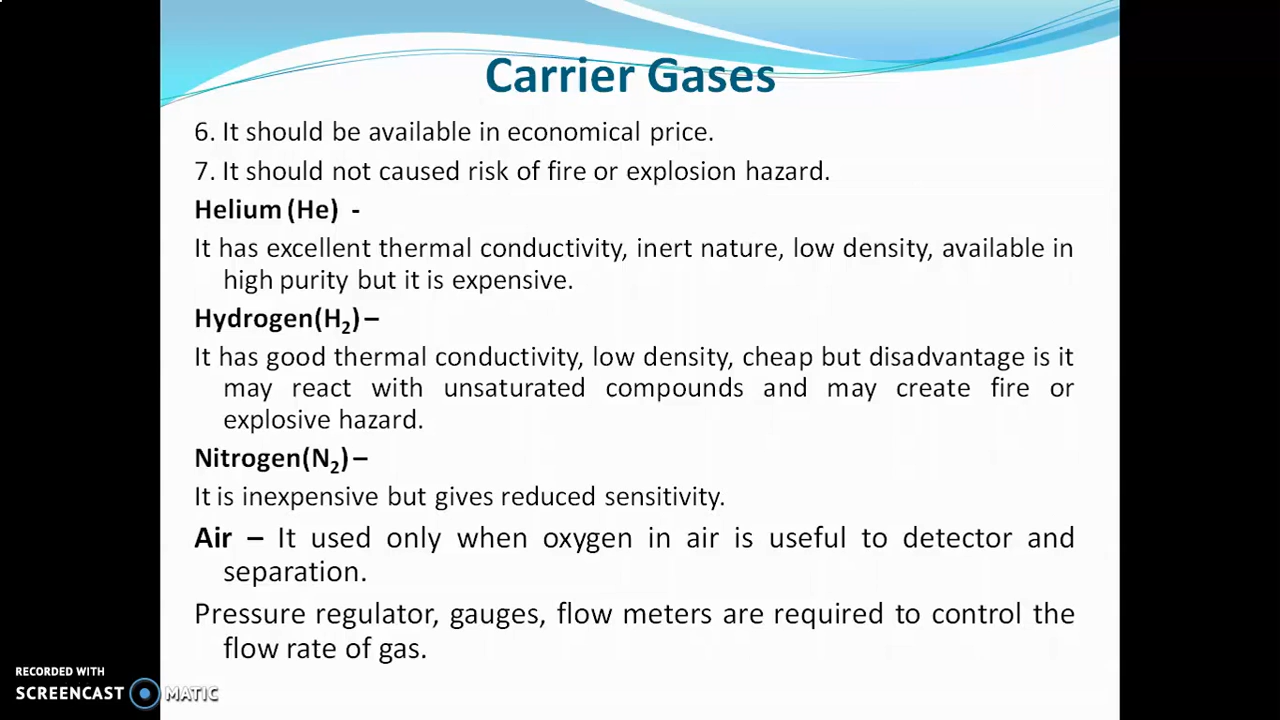 Carrier Gases
6. It should be available in economical price.
7. It should not caused risk of fire or explosion hazard.
Helium (He) -
It has excellent thermal conductivity, inert nature, low density, available in
high purity but it is expensive.
Hydrogen(H₂) –
It has good thermal conductivity, low density, cheap but disadvantage is it
may react with unsaturated compounds and may create fire or
explosive hazard.
Nitrogen(N₂) –
It is inexpensive but gives reduced sensitivity.
Air – It used only when oxygen in air is useful to detector and
separation.
Pressure regulator, gauges, flow meters are required to control the
flow rate of gas.
RECORDED WITH
SCREENCAST MATIC